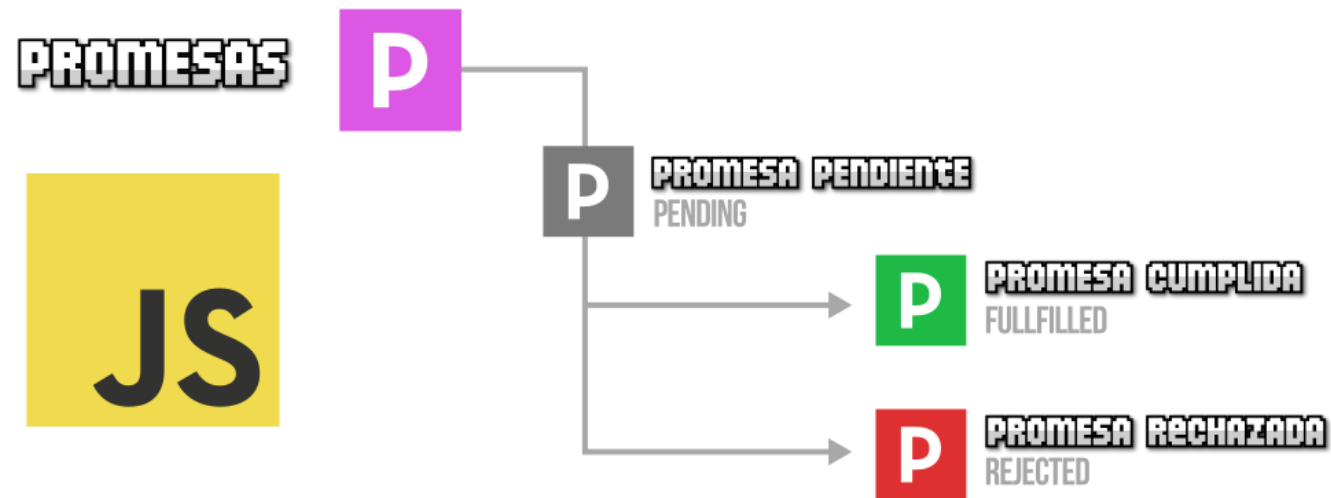 PROMESAS
P
P
PROMESA PENDIENTE
PENDING
JS
P
PROMESA CUMPLIDA
FULLFILLED
P
PROMESA RECHAZADA
REJECTED